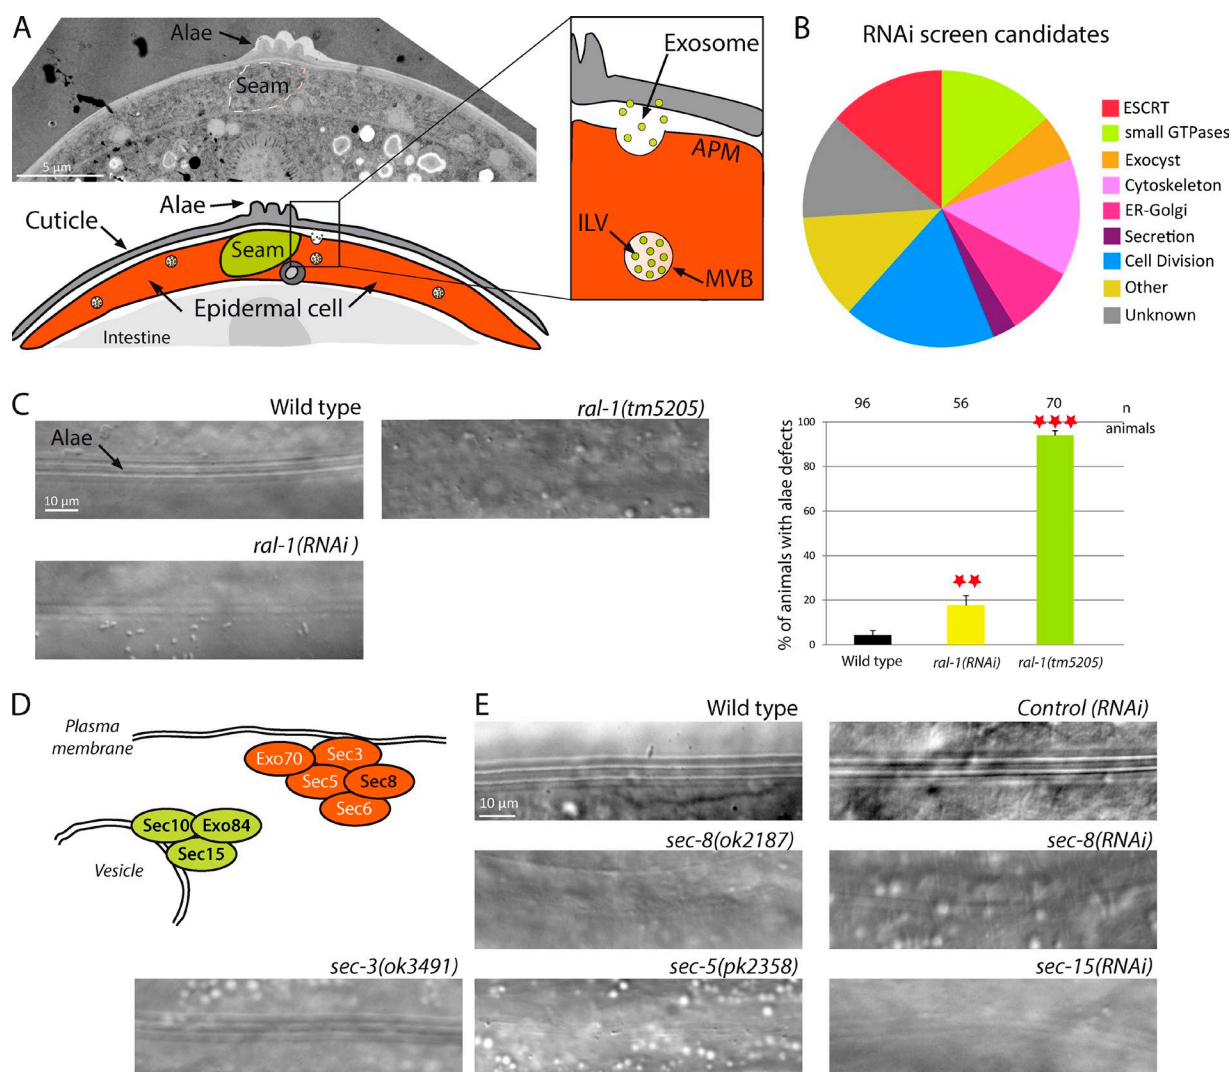 A
Alae
Seam
5 µm
Cuticle
Alae
Seam
Epidermal cell
Intestine
Exosome
APM
ILV
MVB
B
RNAi screen candidates
ESCRT
small GTPases
Exocyst
Cytoskeleton
ER-Golgi
Secretion
Cell Division
Other
Unknown
C
Wild type
ral-1(tm5205)
Alae
10 µm
ral-1(RNAi )
96 56 70 n
animals
% of animals with alae defects
100
80
60
40
20
0
Wild type ral-1(RNAi) ral-1(tm5205)
D
Plasma
membrane
Exo70
Sec3
Sec5
Sec8
Sec6
Sec10
Exo84
Sec15
Vesicle
E
Wild type
Control (RNAi)
10 µm
sec-8(ok2187)
sec-8(RNAi)
sec-3(ok3491)
sec-5(pk2358)
sec-15(RNAi)